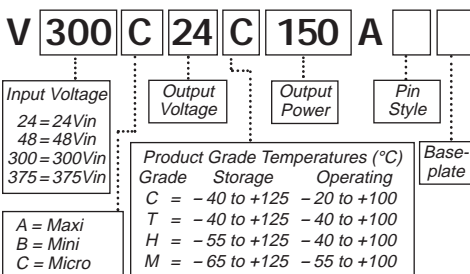 V 300 C 24 C 150 A
Input Voltage
24 = 24Vin
48 = 48Vin
300 = 300Vin
375 = 375Vin
Output
Voltage
Output
Power
Pin
Style
Base-
plate
Product Grade Temperatures (°C)
Grade Storage Operating
C = – 40 to +125 – 20 to +100
T = – 40 to +125 – 40 to +100
H = – 55 to +125 – 40 to +100
M = – 65 to +125 – 55 to +100
A = Maxi
B = Mini
C = Micro